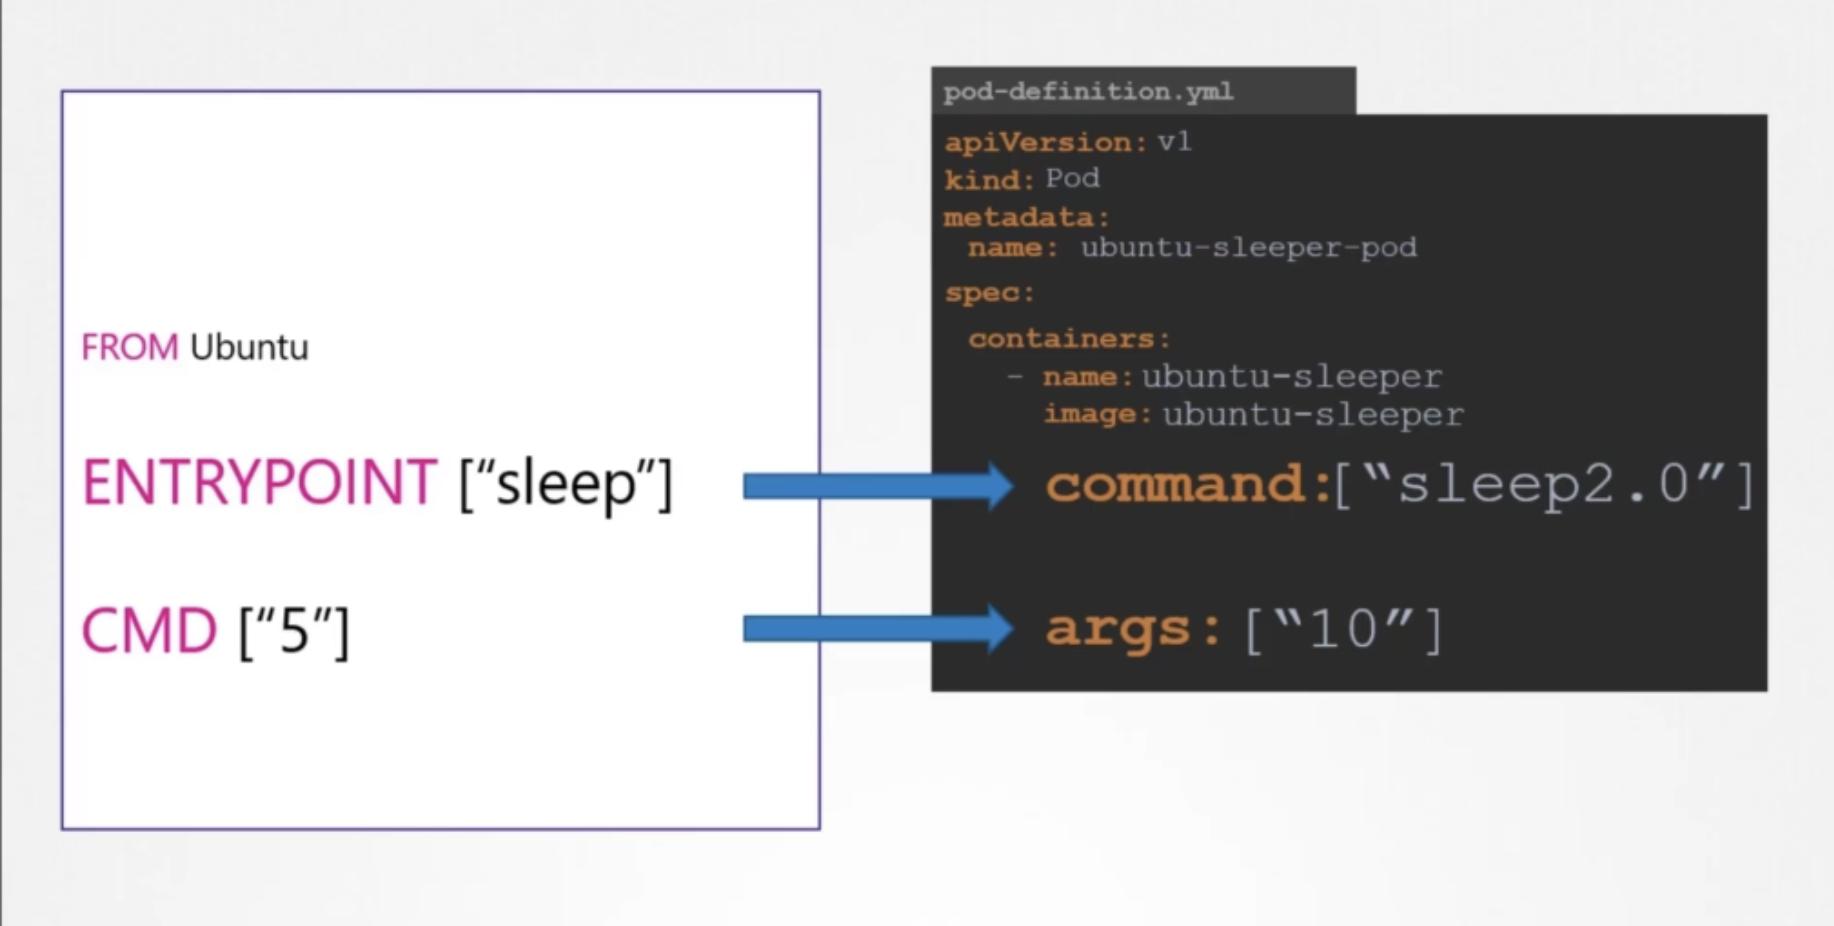 FROM Ubuntu
ENTRYPOINT [“sleep”]
CMD [“5”]
pod-definition.yml
apiVersion: v1
kind: Pod
metadata:
name: ubuntu-sleeper-pod
spec:
containers:
- name: ubuntu-sleeper
image: ubuntu-sleeper
command:[“sleep2.0”]
args: [“10”]